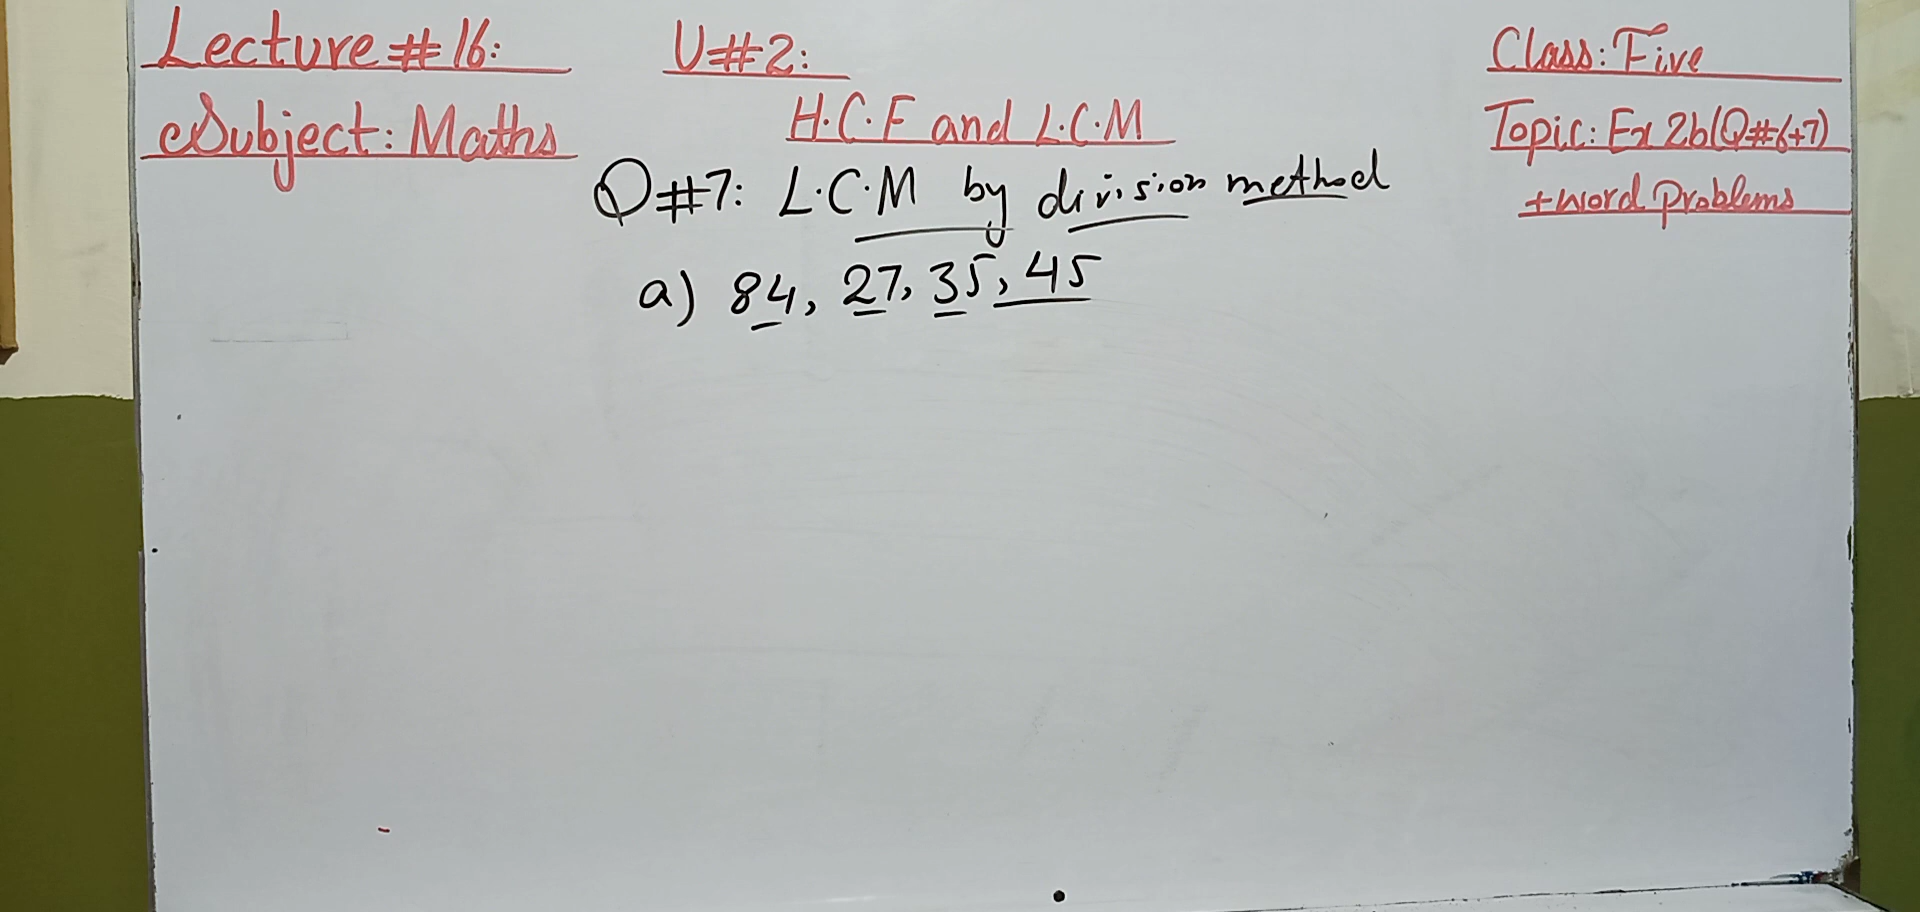 Lecture # 16:
U#2:
Class: Five
Subject: Maths
H.C.F and L.C.M
Topic: Ex 2b(Q#6+7)
+word Problems
Q#7: L.C.M by division method
a) 84, 27, 35, 45